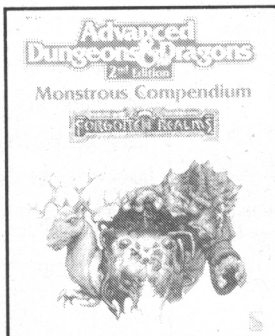 Advanced
Dungeons & Dragons
2nd Edition
Monstrous Compendium
FORGOTTEN REALMS